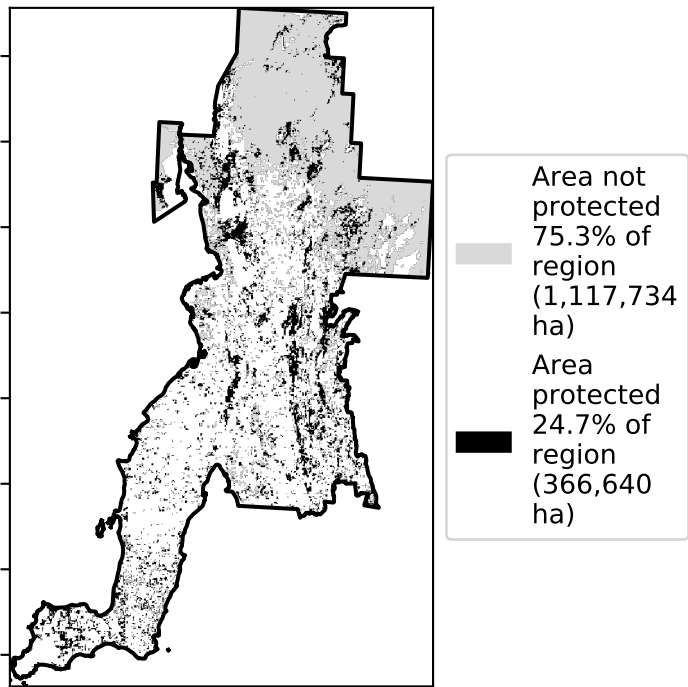 Area not
protected
75.3% of
region
(1,117,734
ha)
Area
protected
24.7% of
region
(366,640
ha)